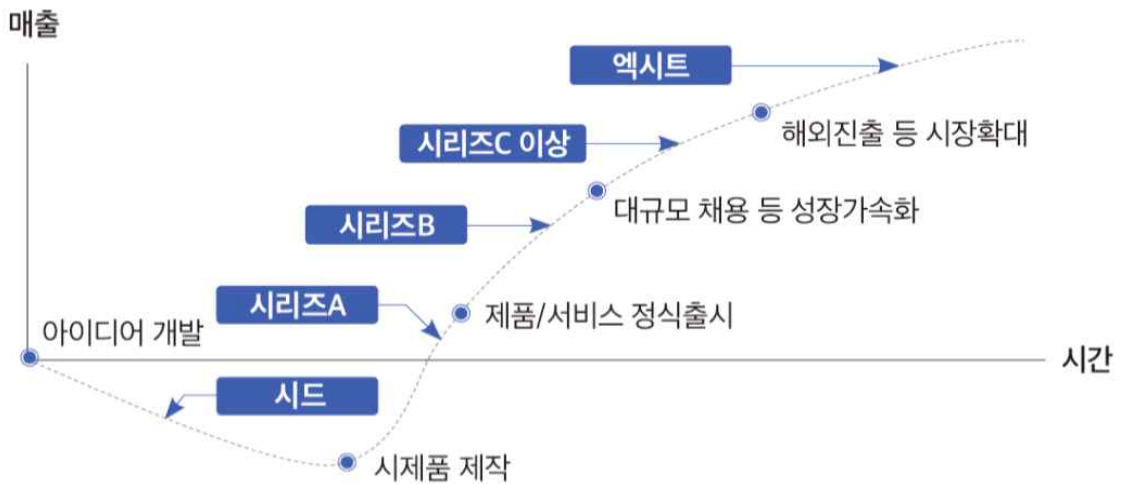 매출
엑시트
해외진출 등 시장확대
시리즈C 이상
대규모 채용 등 성장가속화
시리즈B
시리즈A
제품/서비스 정식출시
아이디어 개발
시간
시드
시제품 제작